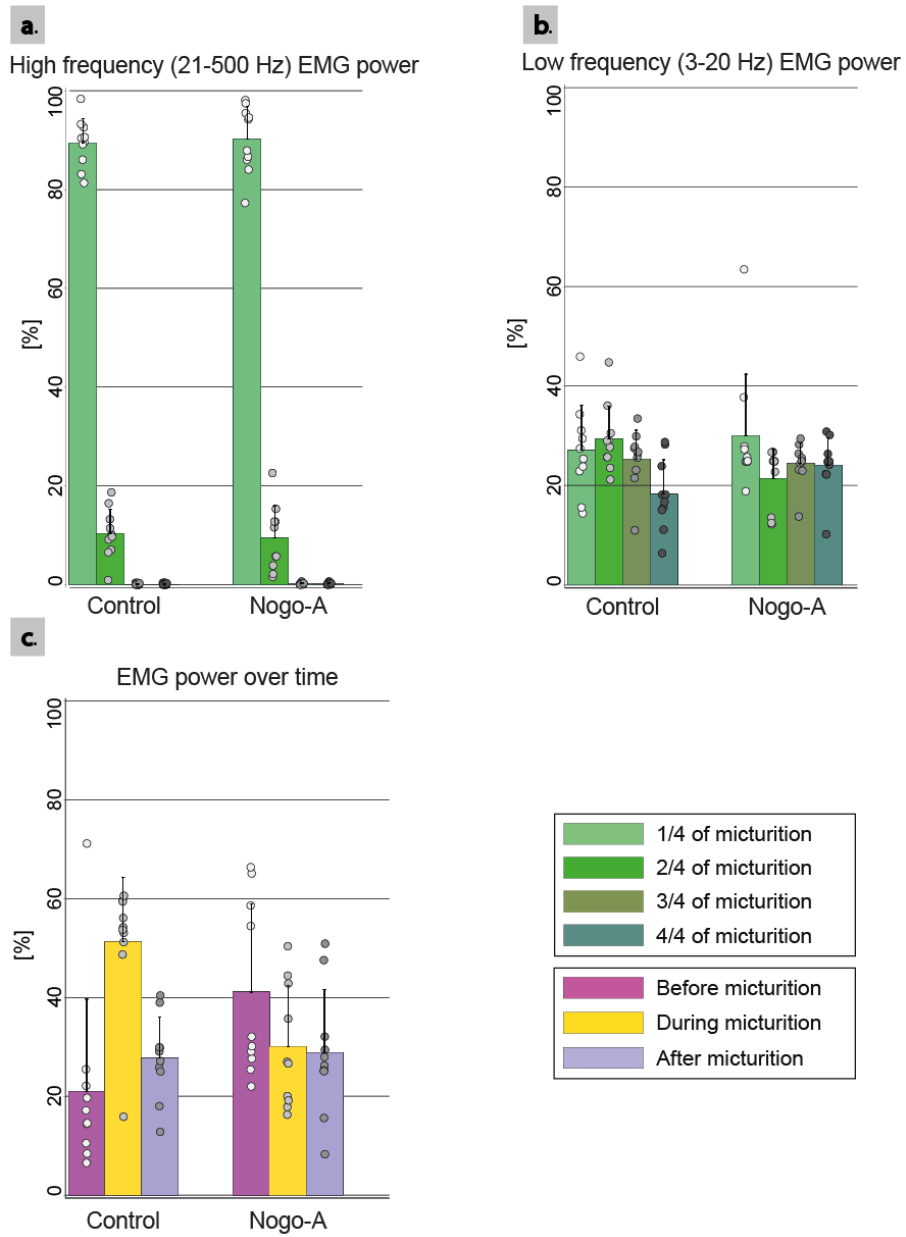 a.
High frequency (21-500 Hz) EMG power
100
80
60
[%]
40
20
0
Control Nogo-A
b.
Low frequency (3-20 Hz) EMG power
100
80
60
[%]
40
20
0
Control Nogo-A
c.
EMG power over time
100
80
60
[%]
40
20
0
Control Nogo-A
1/4 of micturition
2/4 of micturition
3/4 of micturition
4/4 of micturition
Before micturition
During micturition
After micturition